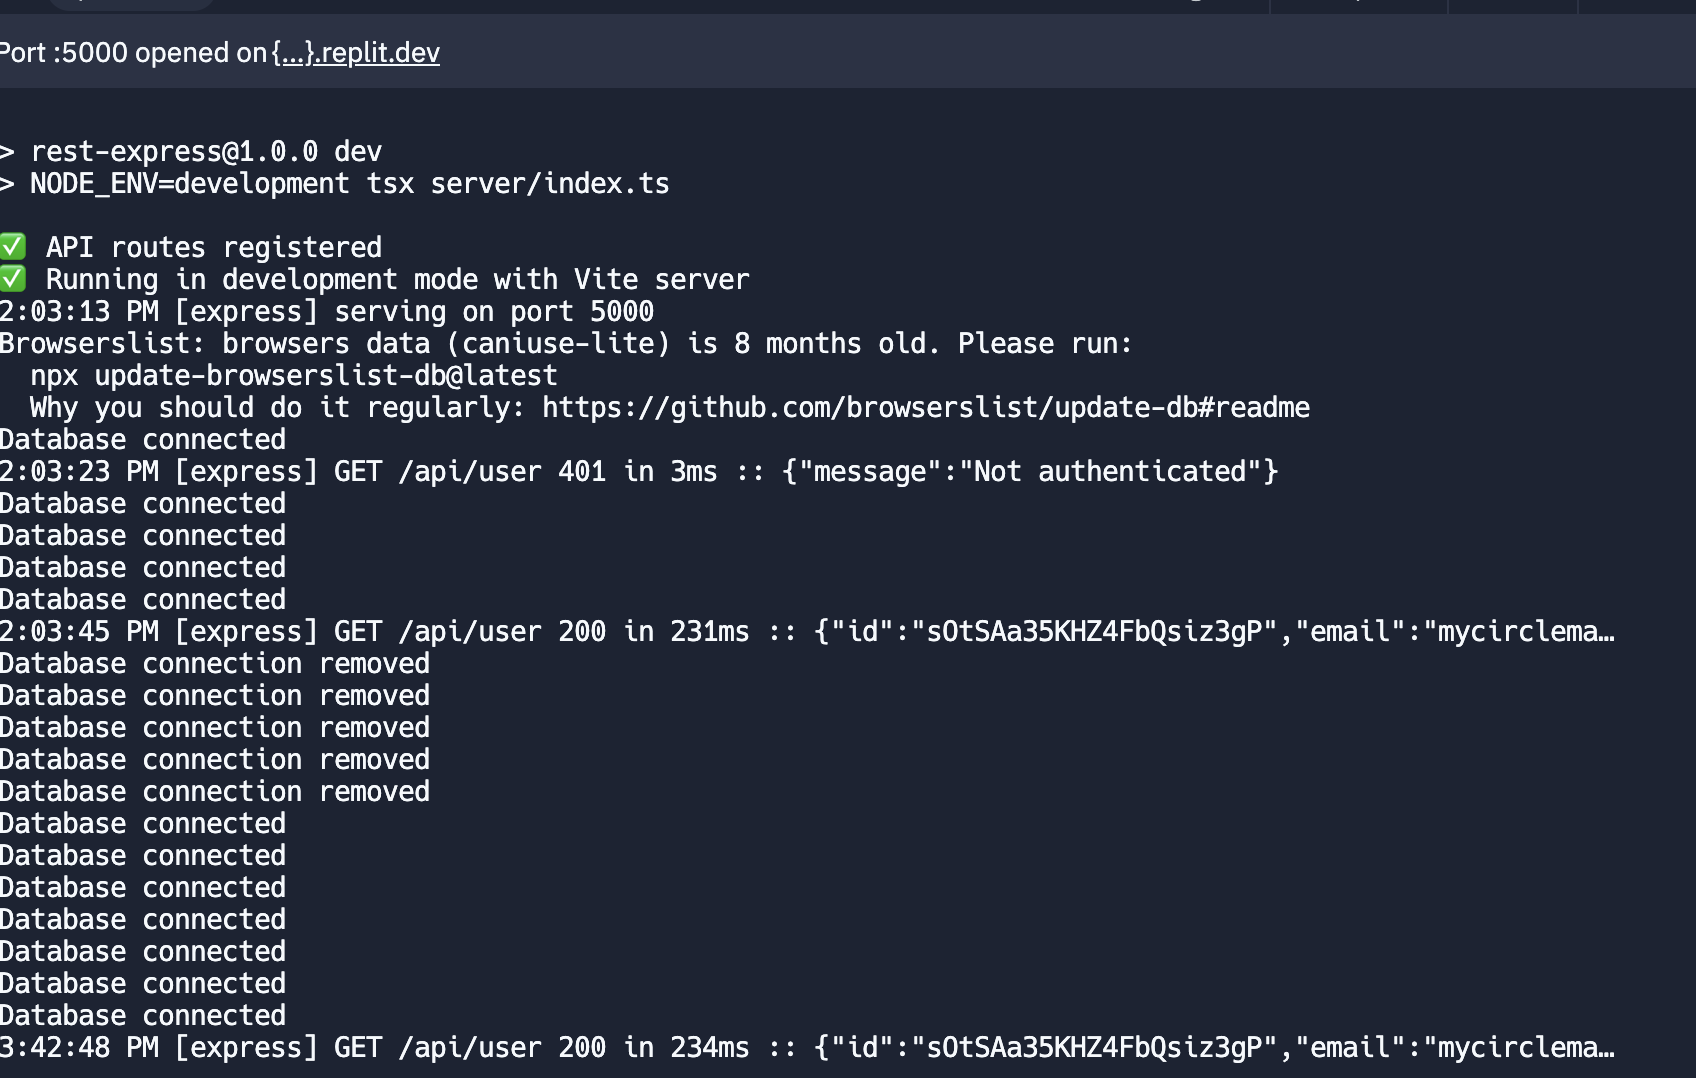 Port :5000 opened on {...}.replit.dev
> rest-express@1.0.0 dev
> NODE_ENV=development tsx server/index.ts
✅ API routes registered
✅ Running in development mode with Vite server
2:03:13 PM [express] serving on port 5000
Browserslist: browsers data (caniuse-lite) is 8 months old. Please run:
  npx update-browserslist-db@latest
  Why you should do it regularly: https://github.com/browserslist/update-db#readme
Database connected
2:03:23 PM [express] GET /api/user 401 in 3ms :: {"message":"Not authenticated"}
Database connected
Database connected
Database connected
Database connected
2:03:45 PM [express] GET /api/user 200 in 231ms :: {"id":"sOtSAa35KHZ4FbQsiz3gP","email":"mycirclema…
Database connection removed
Database connection removed
Database connection removed
Database connection removed
Database connection removed
Database connected
Database connected
Database connected
Database connected
Database connected
Database connected
Database connected
3:42:48 PM [express] GET /api/user 200 in 234ms :: {"id":"sOtSAa35KHZ4FbQsiz3gP","email":"mycirclema…